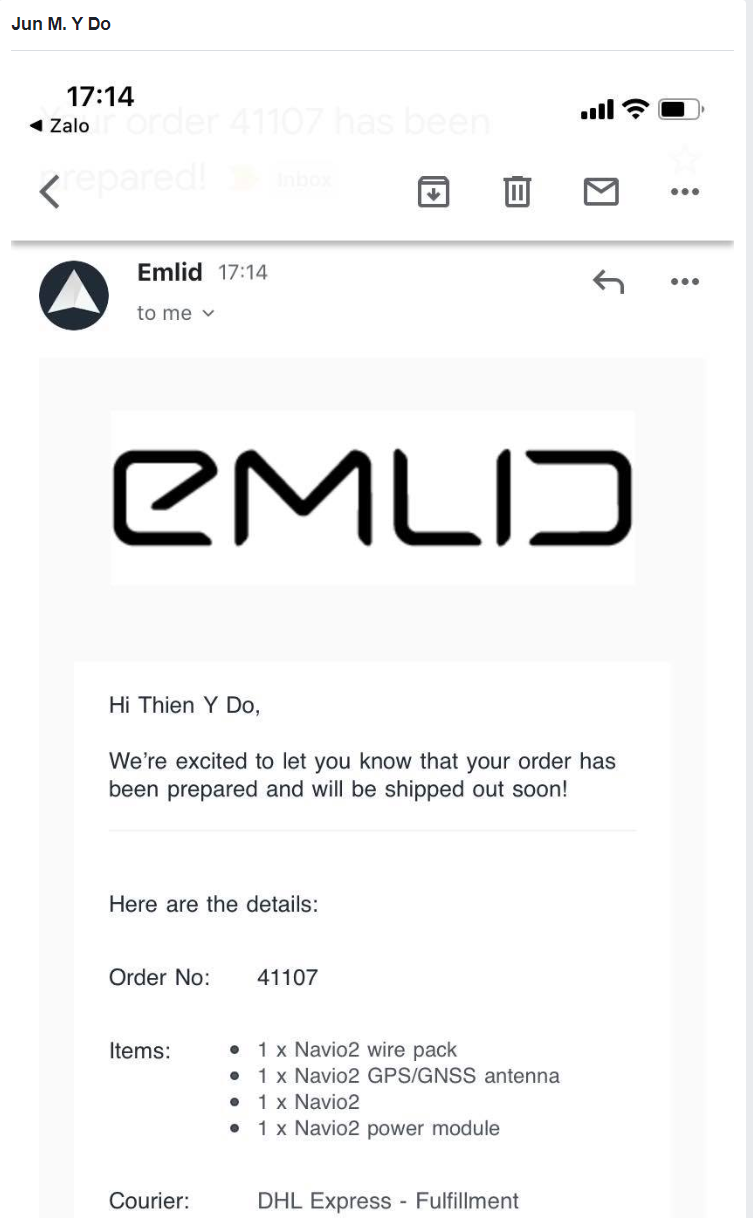 Jun M. Y Do
17:14
◀ Zalo
Your order 41107 has been
prepared! Inbox
Emlid 17:14
to me
EMLID
Hi Thien Y Do,
We’re excited to let you know that your order has
been prepared and will be shipped out soon!
Here are the details:
Order No: 41107
Items: • 1 x Navio2 wire pack
• 1 x Navio2 GPS/GNSS antenna
• 1 x Navio2
• 1 x Navio2 power module
Courier: DHL Express - Fulfillment